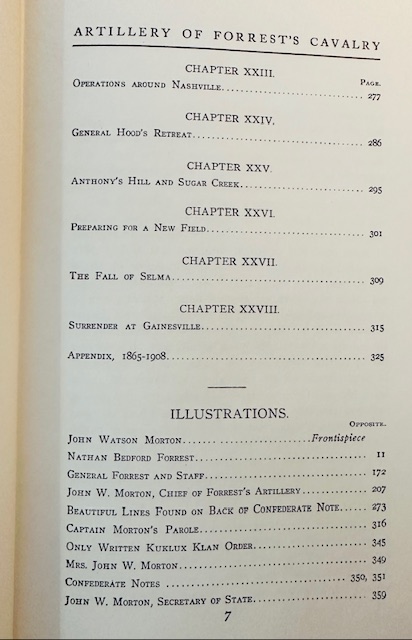 ARTILLERY OF FORREST'S CAVALRY
CHAPTER XXIII.
PAGE.
OPERATIONS AROUND NASHVILLE........................ 277
CHAPTER XXIV.
GENERAL HOOD'S RETREAT........................ 286
CHAPTER XXV.
ANTHONY'S HILL AND SUGAR CREEK........................ 295
CHAPTER XXVI.
PREPARING FOR A NEW FIELD........................ 301
CHAPTER XXVII.
THE FALL OF SELMA........................ 309
CHAPTER XXVIII.
SURRENDER AT GAINESVILLE........................ 315
APPENDIX, 1865-1908........................ 325
ILLUSTRATIONS.
OPPOSITE.
JOHN WATSON MORTON........................Frontispiece
NATHAN BEDFORD FORREST........................ 11
GENERAL FORREST AND STAFF........................ 172
JOHN W. MORTON, CHIEF OF FORREST'S ARTILLERY............ 207
BEAUTIFUL LINES FOUND ON BACK OF CONFEDERATE NOTE..... 273
CAPTAIN MORTON'S PAROLE........................ 316
ONLY WRITTEN KUKLUX KLAN ORDER........................ 345
MRS. JOHN W. MORTON........................ 349
CONFEDERATE NOTES ........................ 350, 351
JOHN W. MORTON, SECRETARY OF STATE........................ 359
7